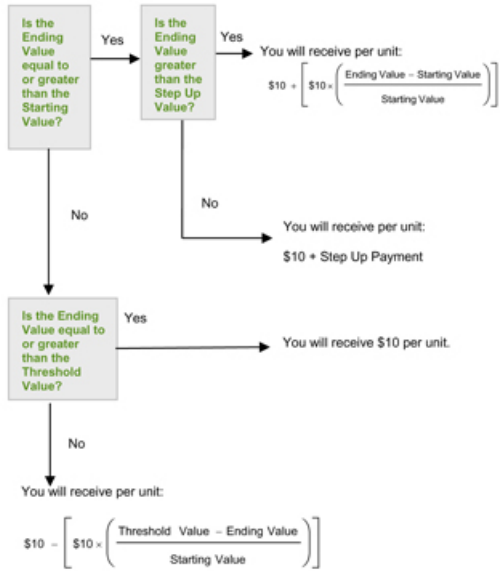 Is the
Ending
Value
equal to
or greater
than the
Starting
Value?
Yes
Is the
Ending
Value
greater
than the
Step Up
Value?
Yes
You will receive per unit:
$10 + [ $10 × ( Ending Value – Starting Value
Starting Value ) ]
No
No
You will receive per unit:
$10 + Step Up Payment
Is the Ending
Value equal to
or greater
than the
Threshold
Value?
Yes
You will receive $10 per unit.
No
You will receive per unit:
$10 – [ $10 × ( Threshold Value – Ending Value
Starting Value ) ]